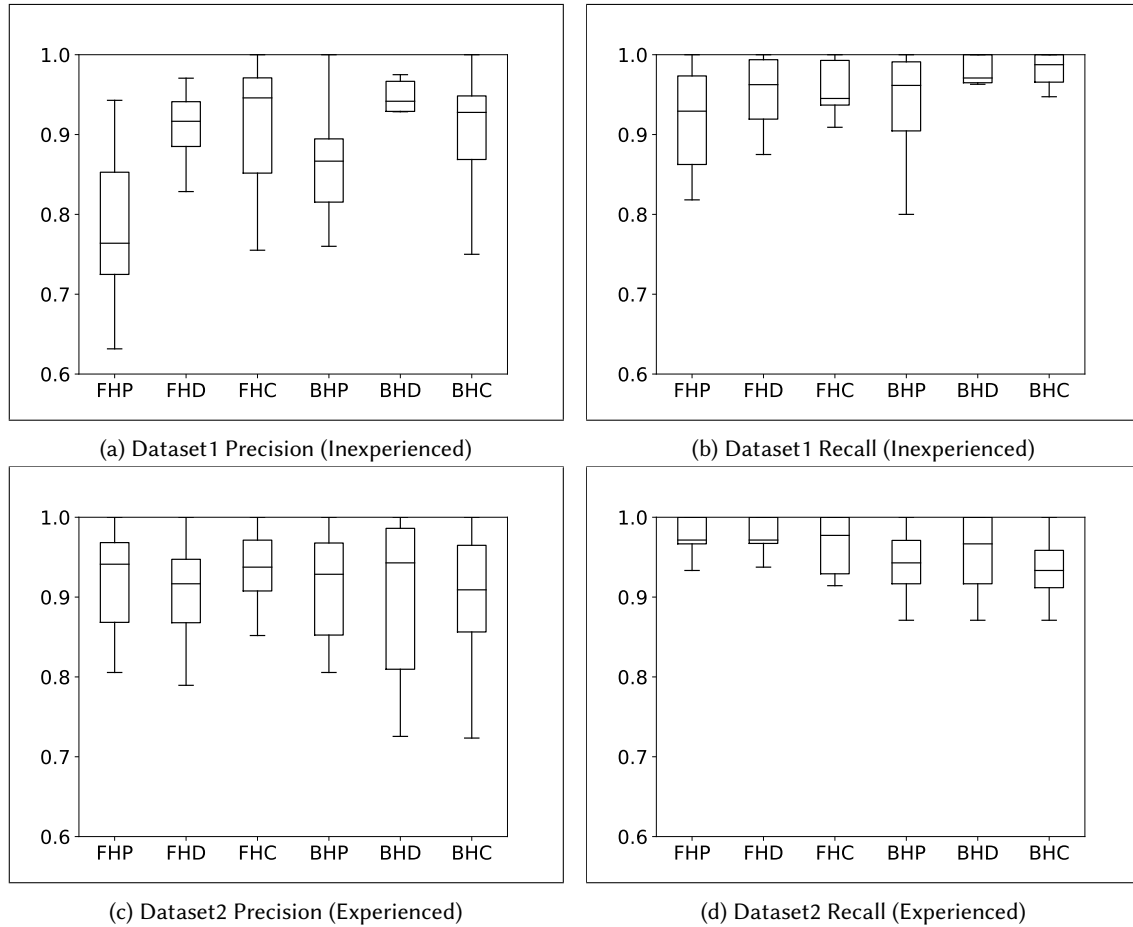 1.0
0.9
0.8
0.7
0.6
FHP FHD FHC BHP BHD BHC
(a) Dataset1 Precision (Inexperienced)
1.0
0.9
0.8
0.7
0.6
FHP FHD FHC BHP BHD BHC
(b) Dataset1 Recall (Inexperienced)
1.0
0.9
0.8
0.7
0.6
FHP FHD FHC BHP BHD BHC
(c) Dataset2 Precision (Experienced)
1.0
0.9
0.8
0.7
0.6
FHP FHD FHC BHP BHD BHC
(d) Dataset2 Recall (Experienced)